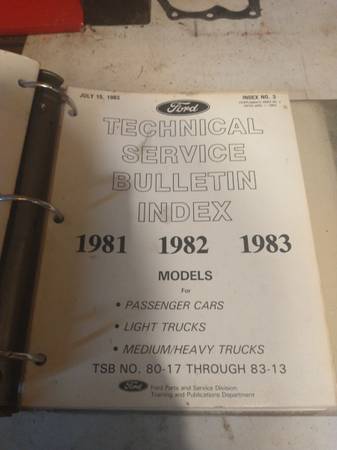 JULY 15, 1983
INDEX NO. 3
Ford
TECHNICAL
SERVICE
BULLETIN
INDEX
1981 1982 1983
MODELS
For
• PASSENGER CARS
• LIGHT TRUCKS
• MEDIUM/HEAVY TRUCKS
TSB NO. 80-17 THROUGH 83-13
Ford Ford Parts and Service Division
Training and Publications Department